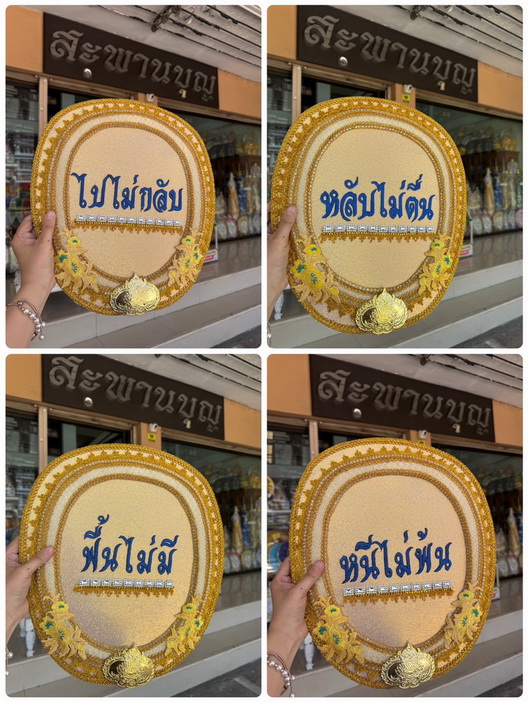 สะพานบุญ
ไปไม่กลับ
สะพานบุญ
หลับไม่ตื่น
สะพานบุญ
ฟื้นไม่มี
สะพานบุญ
หนีไม่พ้น